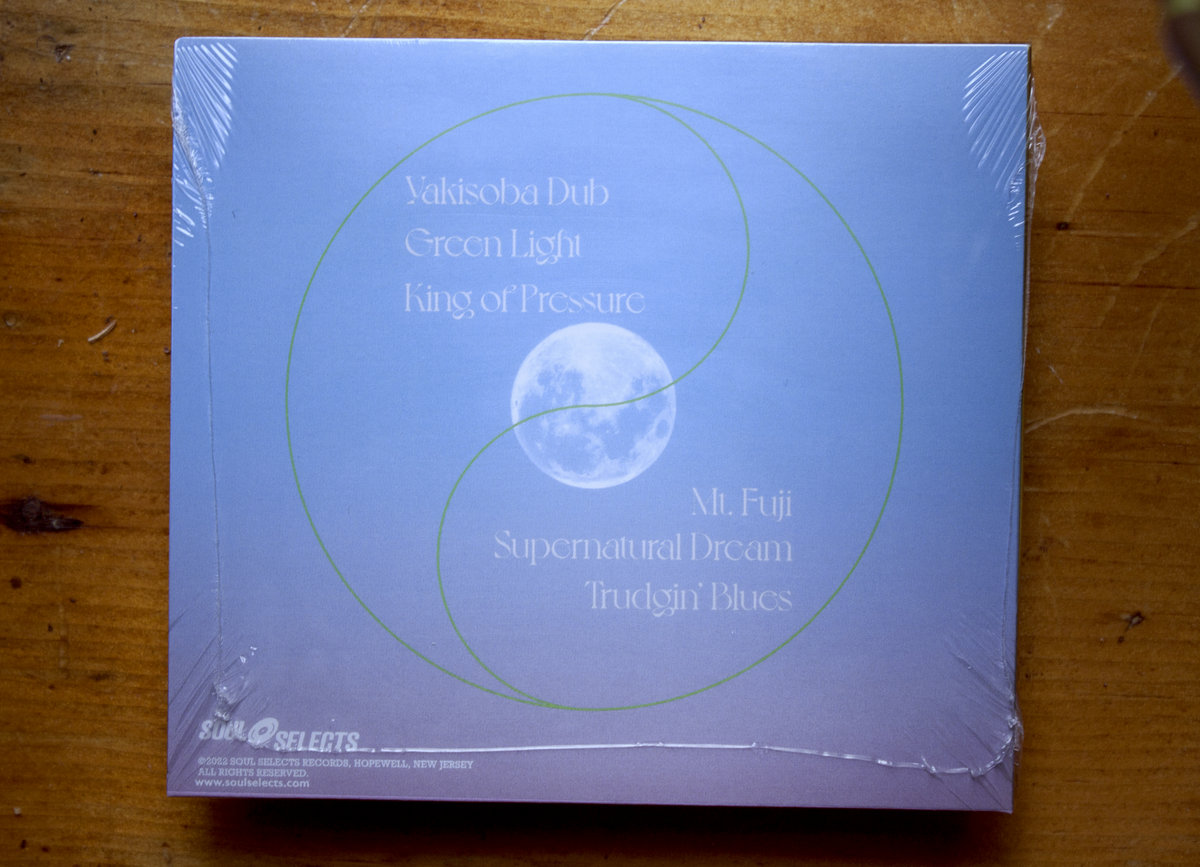 Yakisoba Dub
Green Light
King of Pressure
Mt. Fuji
Supernatural Dream
Trudgin' Blues
SOUL SELECTS
©2022 SOUL SELECTS RECORDS, HOPEWELL, NEW JERSEY
ALL RIGHTS RESERVED.
www.soulselects.com